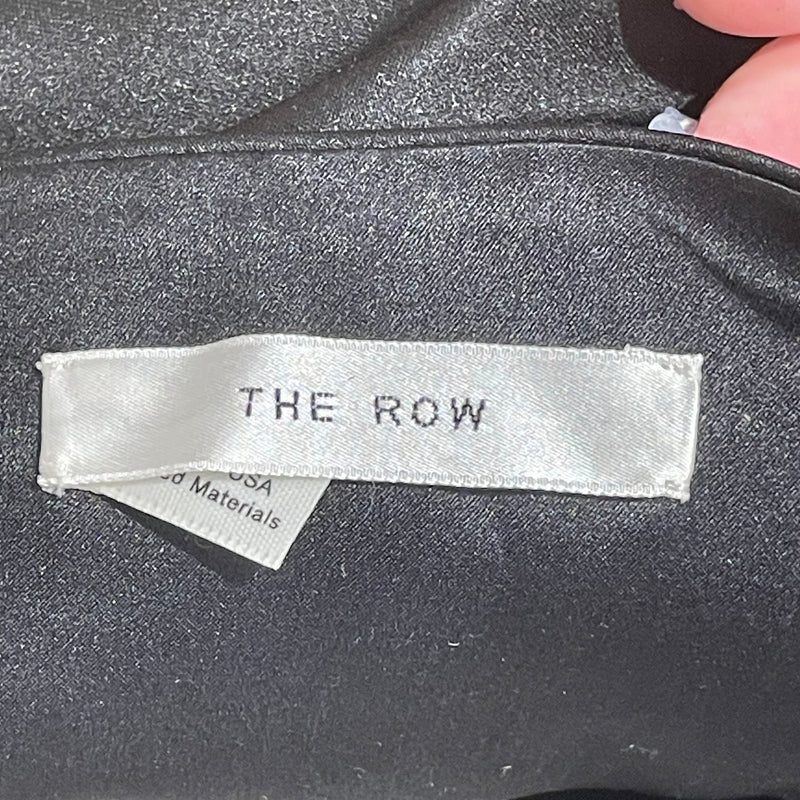 THE ROW
USA
Materials